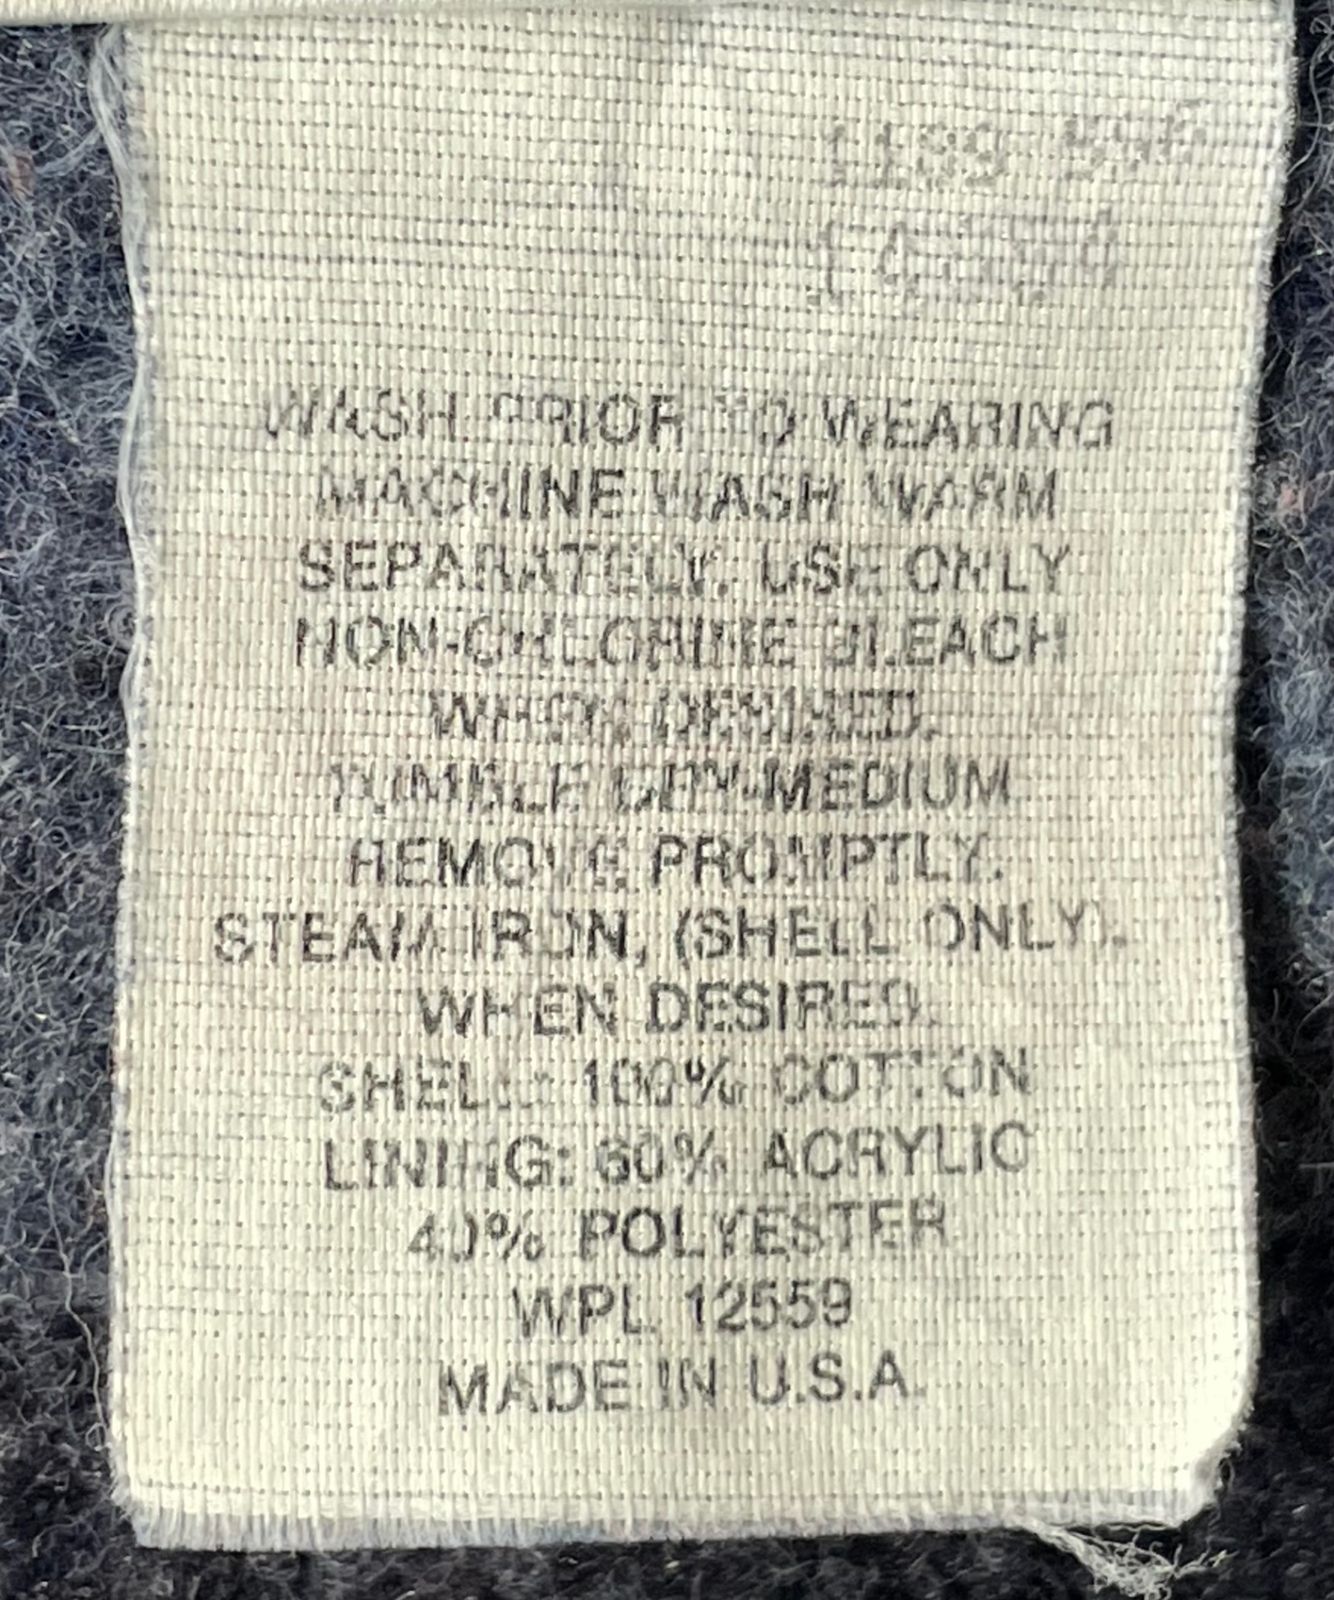 WASH PRIOR TO WEARING
MACHINE WASH WARM
SEPARATELY. USE ONLY
NON-CHLORINE BLEACH
WHEN DESIRED.
TUMBLE DRY-MEDIUM
REMOVE PROMPTLY.
STEAM IRON, (SHELL ONLY).
WHEN DESIRED.
SHELL: 100% COTTON
LINING: 60% ACRYLIC
40% POLYESTER
WPL 12559
MADE IN U.S.A.